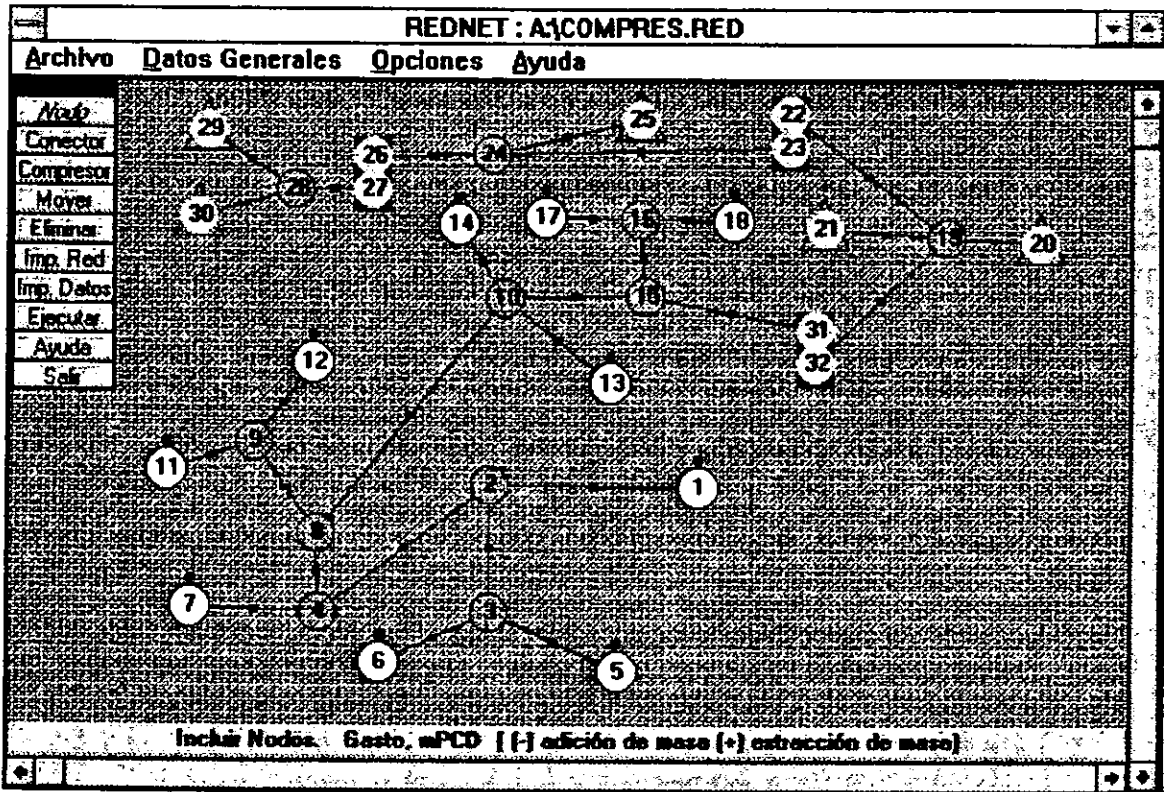 REDNET : A:\COMPRES.RED
Archivo Datos Generales Opciones Ayuda
Nodo
Conector
Compresor
Mover
Eliminar
Imp. Red
Imp. Datos
Ejecutar
Ayuda
Salir
29
25
22
26
24
23
28
27
30
14
17
16
18
21
19
20
10
15
31
12
32
13
9
11
2
1
8
7
4
3
6
5
Incluir Nodos. Gasto, mPCD [ (-) adición de masa (+) extracción de masa]